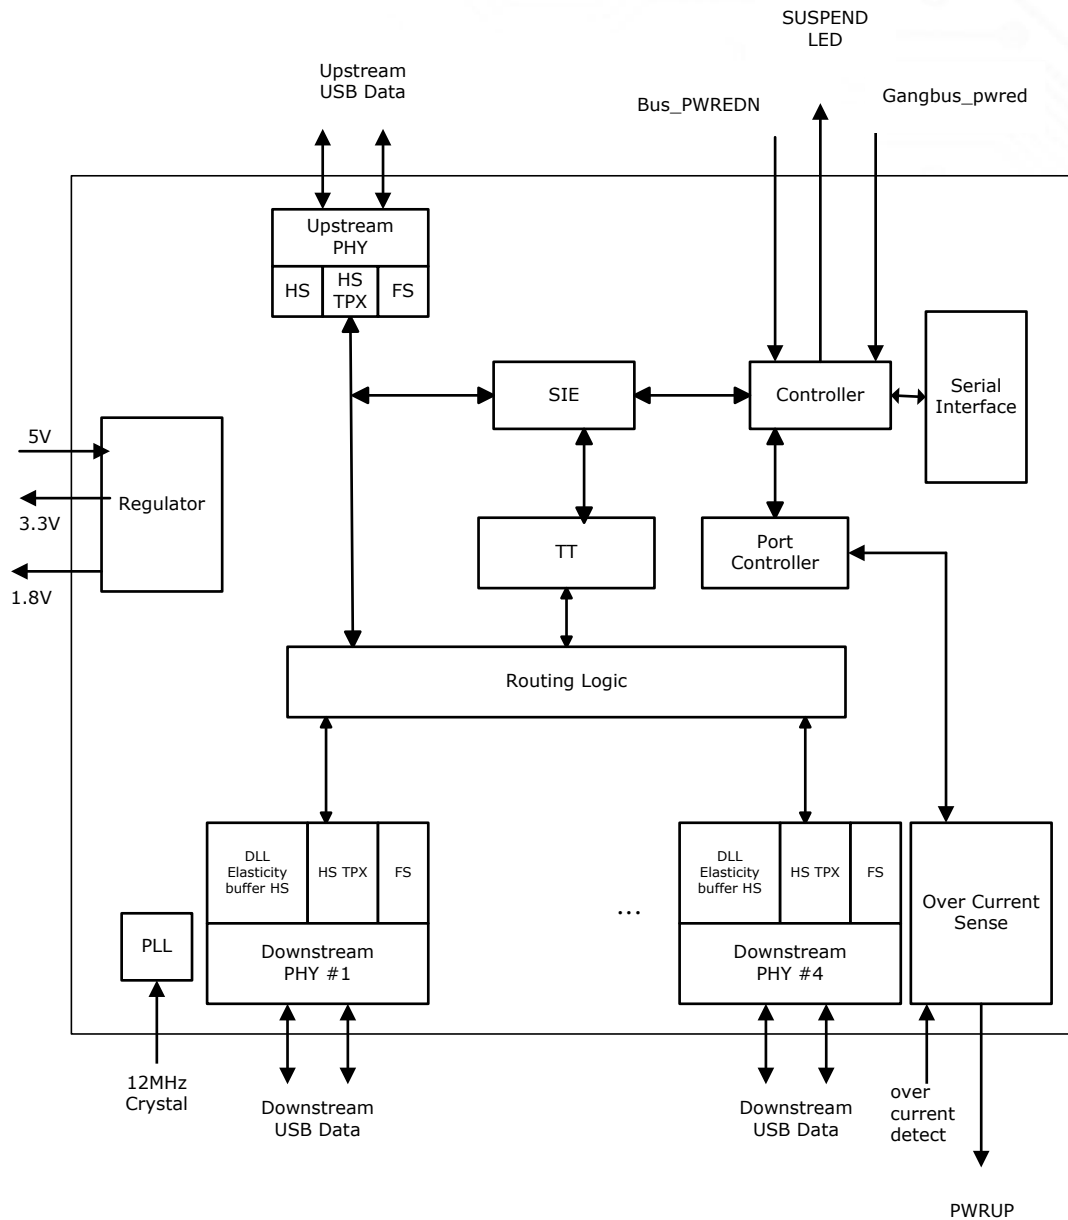 SUSPEND
LED
Upstream
USB Data
Bus_PWREDN
Gangbus_pwred
Upstream
PHY
HS
HS
TPX
FS
SIE
Controller
Serial
Interface
5V
Regulator
3.3V
1.8V
TT
Port
Controller
Routing Logic
DLL
Elasticity
buffer HS
HS TPX
FS
Downstream
PHY #1
...
DLL
Elasticity
buffer HS
HS TPX
FS
Downstream
PHY #4
Over Current
Sense
PLL
12MHz
Crystal
Downstream
USB Data
Downstream
USB Data
over
current
detect
PWRUP